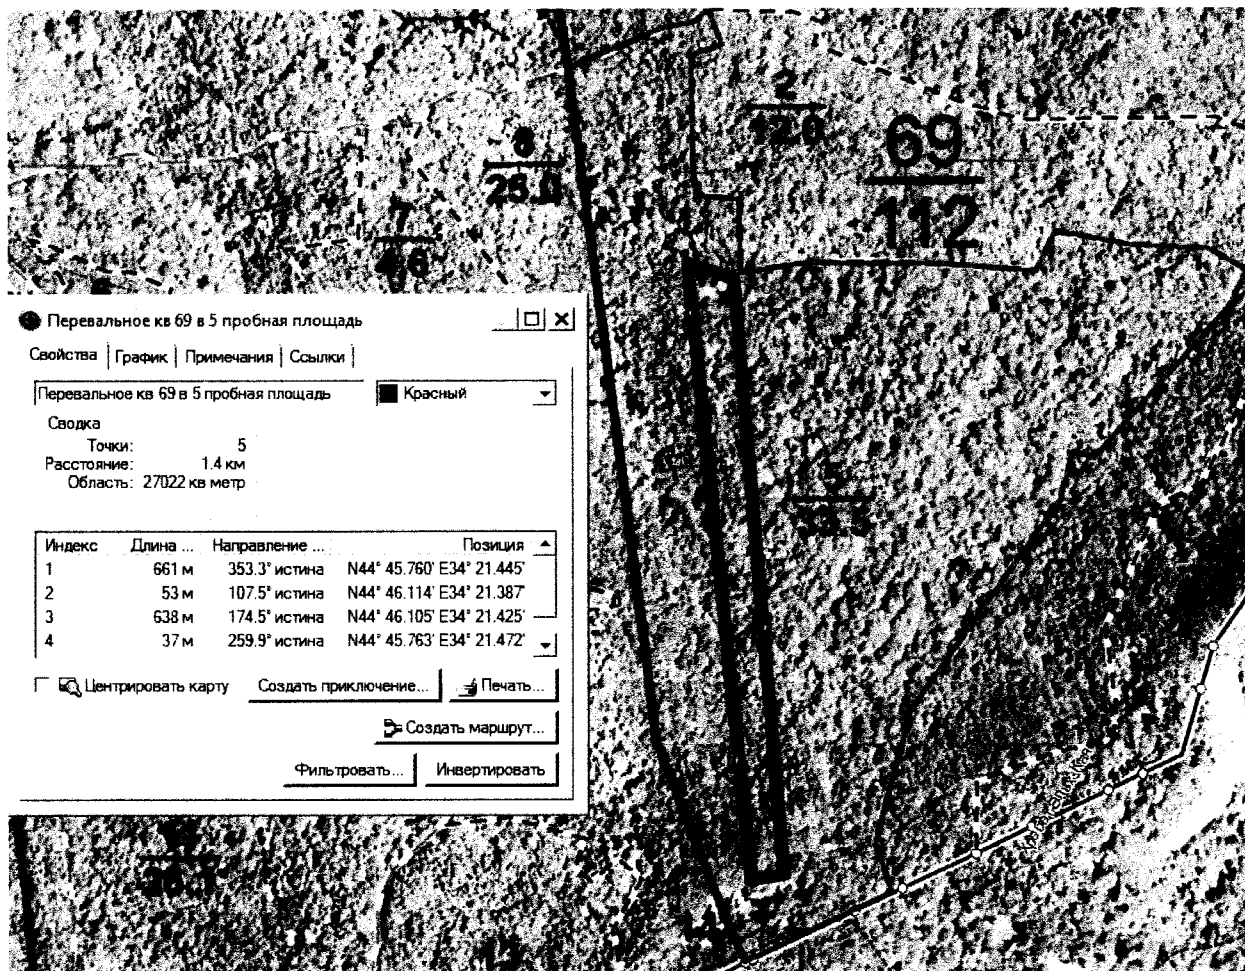 2
12.0
69
112
8
25.0
7
4.6
Перевальное кв 69 в 5 пробная площадь
Свойства График Примечания Ссылки
Перевальное кв 69 в 5 пробная площадь Красный
Сводка
Точки: 5
Расстояние: 1.4 км
Область: 27022 кв метр
Индекс Длина ... Направление ... Позиция
1 661 м 353.3° истина N44° 45.760' E34° 21.445'
2 53 м 107.5° истина N44° 46.114' E34° 21.387'
3 638 м 174.5° истина N44° 46.105' E34° 21.425'
4 37 м 259.9° истина N44° 45.763' E34° 21.472'
Центрировать карту Создать приключение... Печать...
Создать маршрут...
Фильтровать... Инвертировать
5